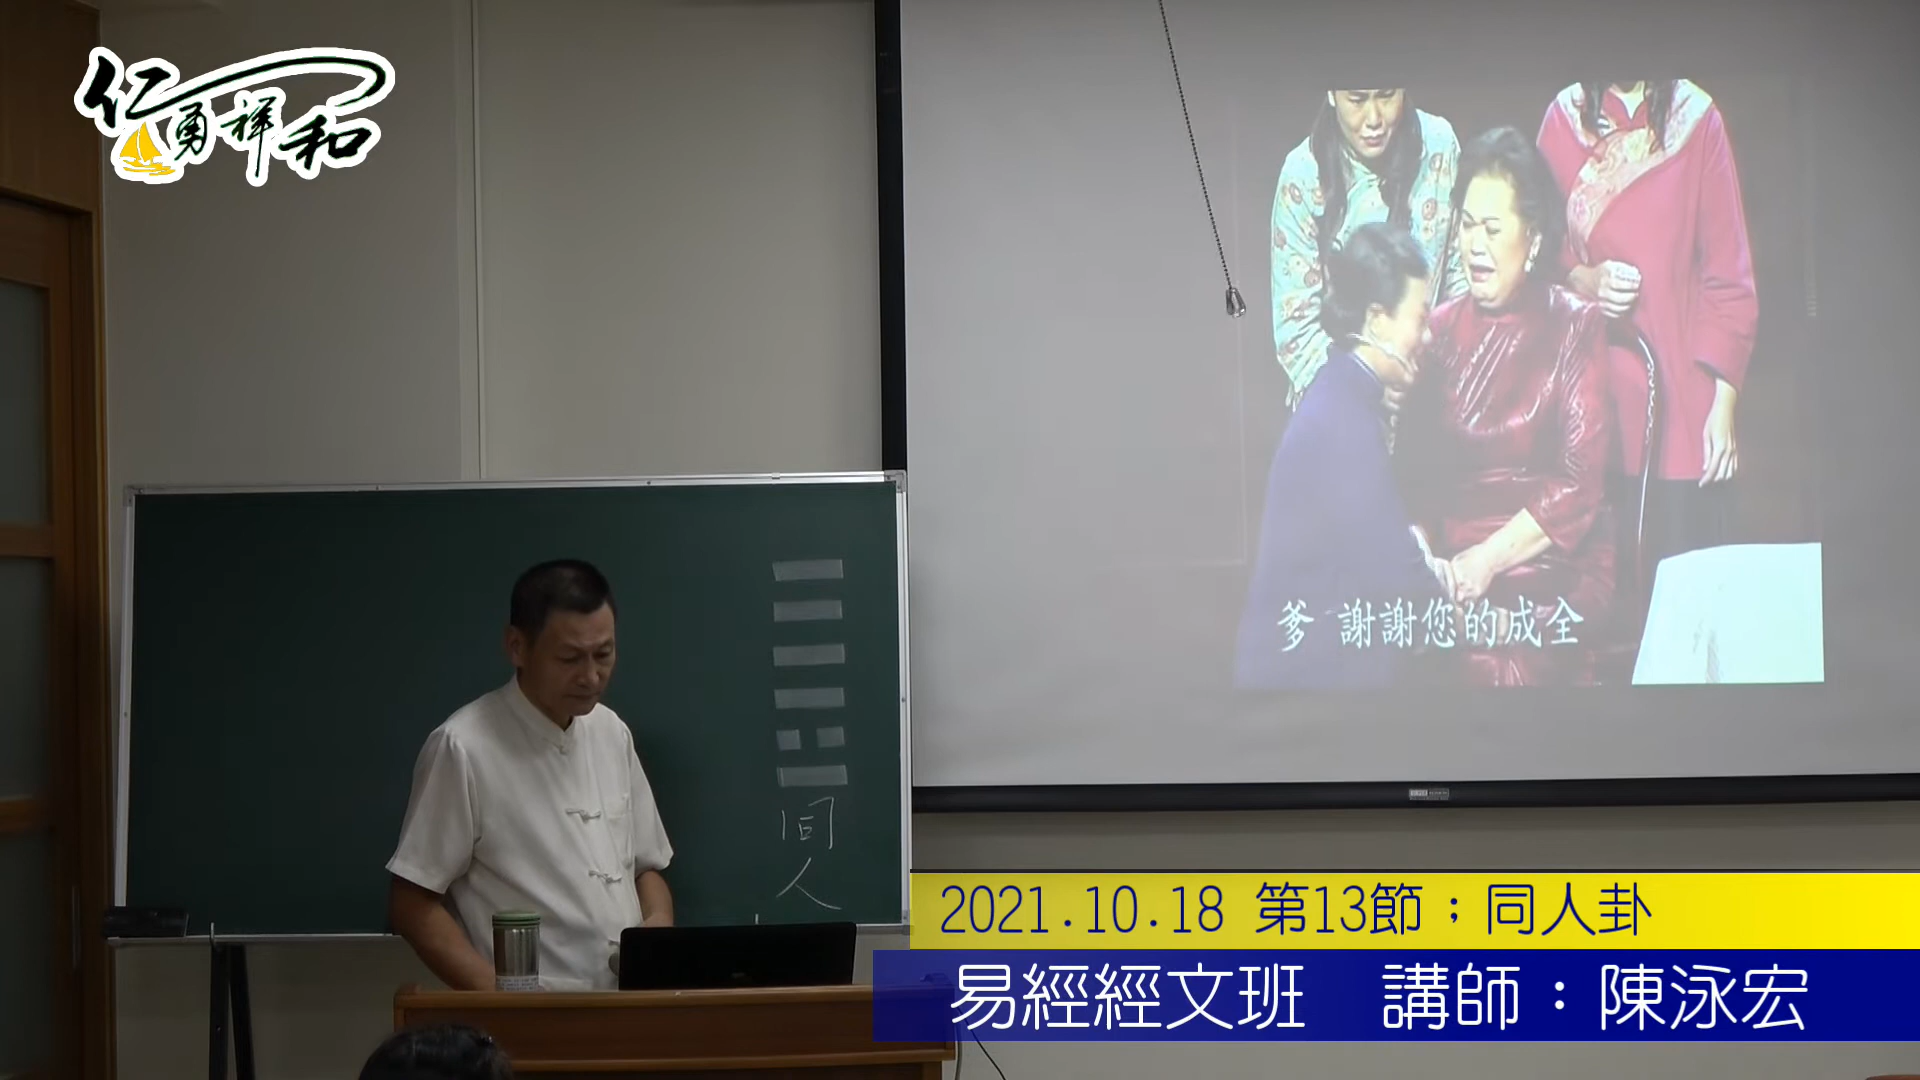 仁勇祥和
爹 謝謝您的成全
同
人
2021.10.18 第13節；同人卦
易經經文班 講師：陳泳宏